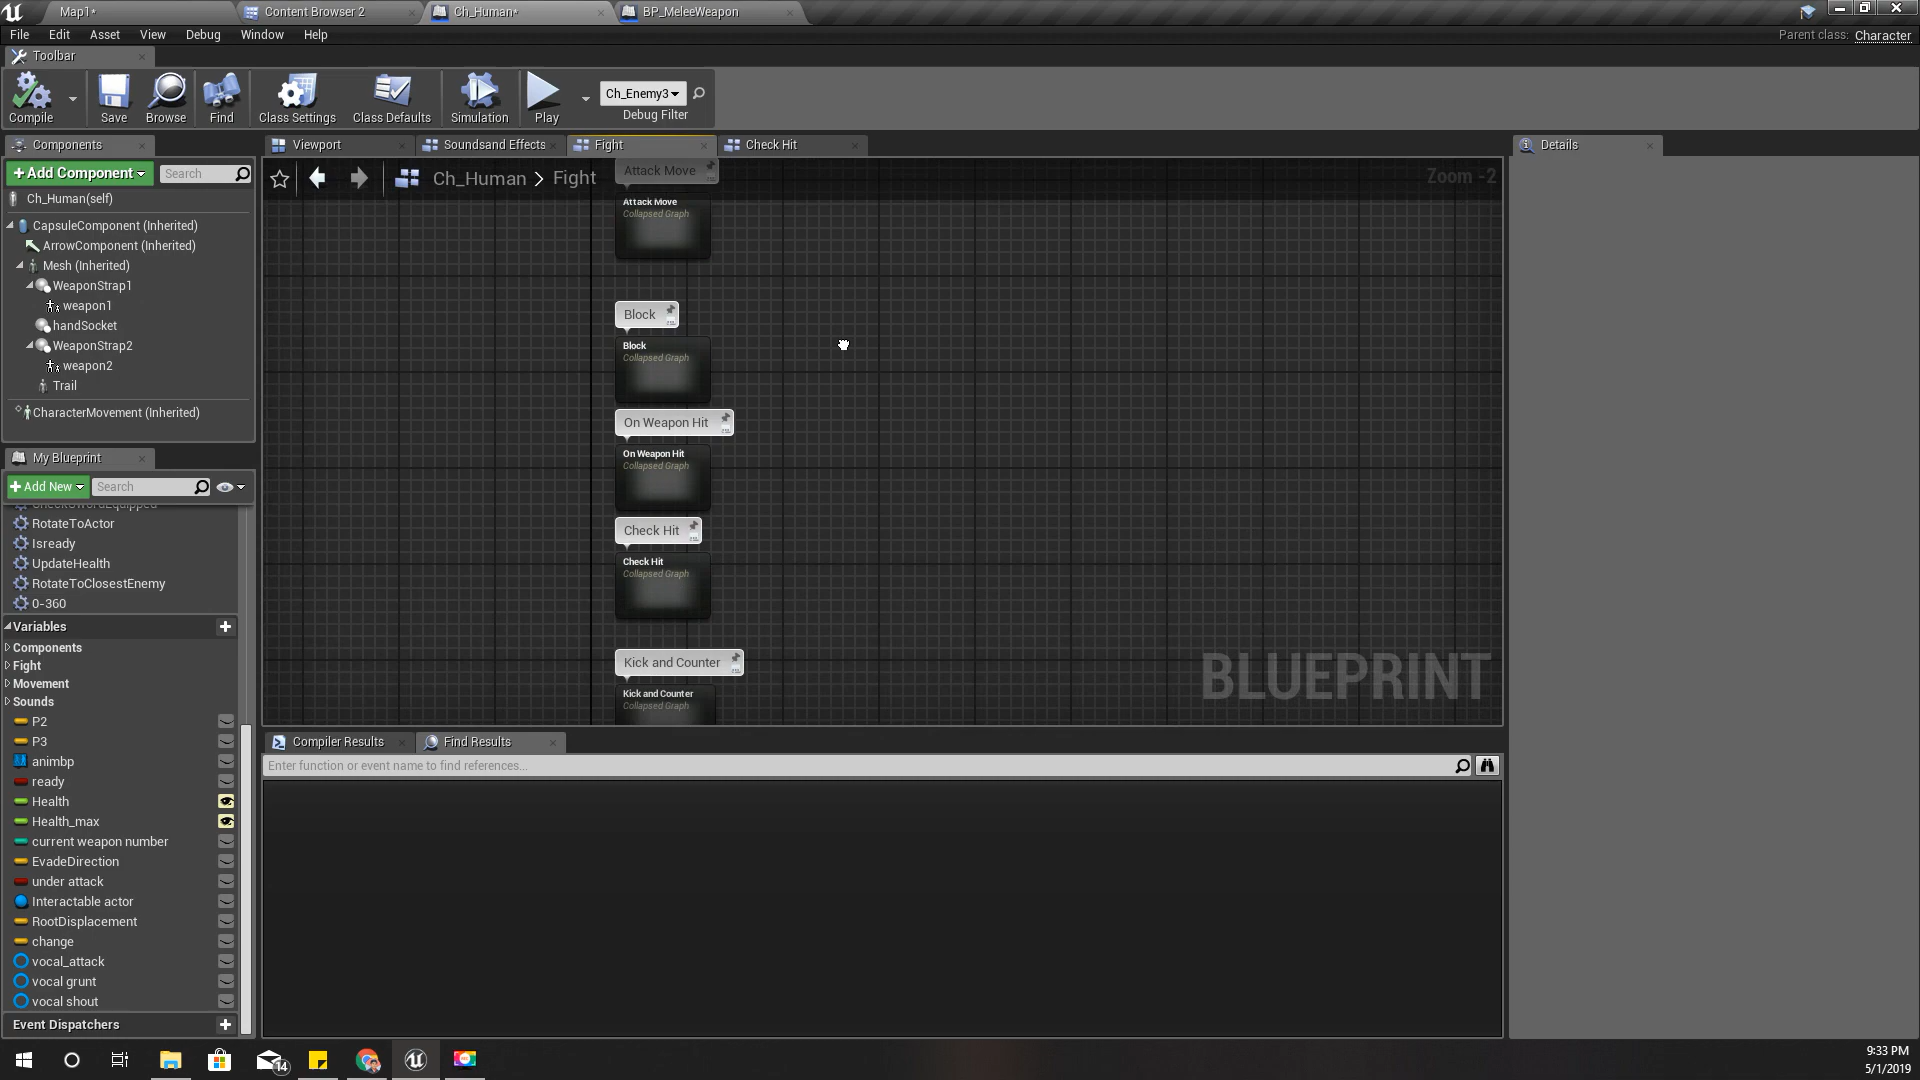 Map1*
Content Browser 2
Ch_Human*
BP_MeleeWeapon
File
Edit
Asset
View
Debug
Window
Help
Parent class: Character
Toolbar
Compile
Save
Browse
Find
Class Settings
Class Defaults
Simulation
Play
Ch_Enemy3
Debug Filter
Components
+Add Component
Search
Ch_Human(self)
CapsuleComponent (Inherited)
ArrowComponent (Inherited)
Mesh (Inherited)
WeaponStrap1
weapon1
handSocket
WeaponStrap2
weapon2
Trail
CharacterMovement (Inherited)
My Blueprint
+Add New
Search
RotateToActor
Isready
UpdateHealth
RotateToClosestEnemy
0-360
Variables
Components
Fight
Movement
Sounds
P2
P3
animbp
ready
Health
Health_max
current weapon number
EvadeDirection
under attack
Interactable actor
RootDisplacement
change
vocal_attack
vocal grunt
vocal shout
Event Dispatchers
Viewport
Soundsand Effects
Fight
Check Hit
Ch_Human > Fight
Zoom -2
Attack Move
Attack Move
Collapsed Graph
Block
Block
Collapsed Graph
On Weapon Hit
On Weapon Hit
Collapsed Graph
Check Hit
Check Hit
Collapsed Graph
Kick and Counter
Kick and Counter
Collapsed Graph
BLUEPRINT
Compiler Results
Find Results
Enter function or event name to find references...
Details
14
9:33 PM
5/1/2019